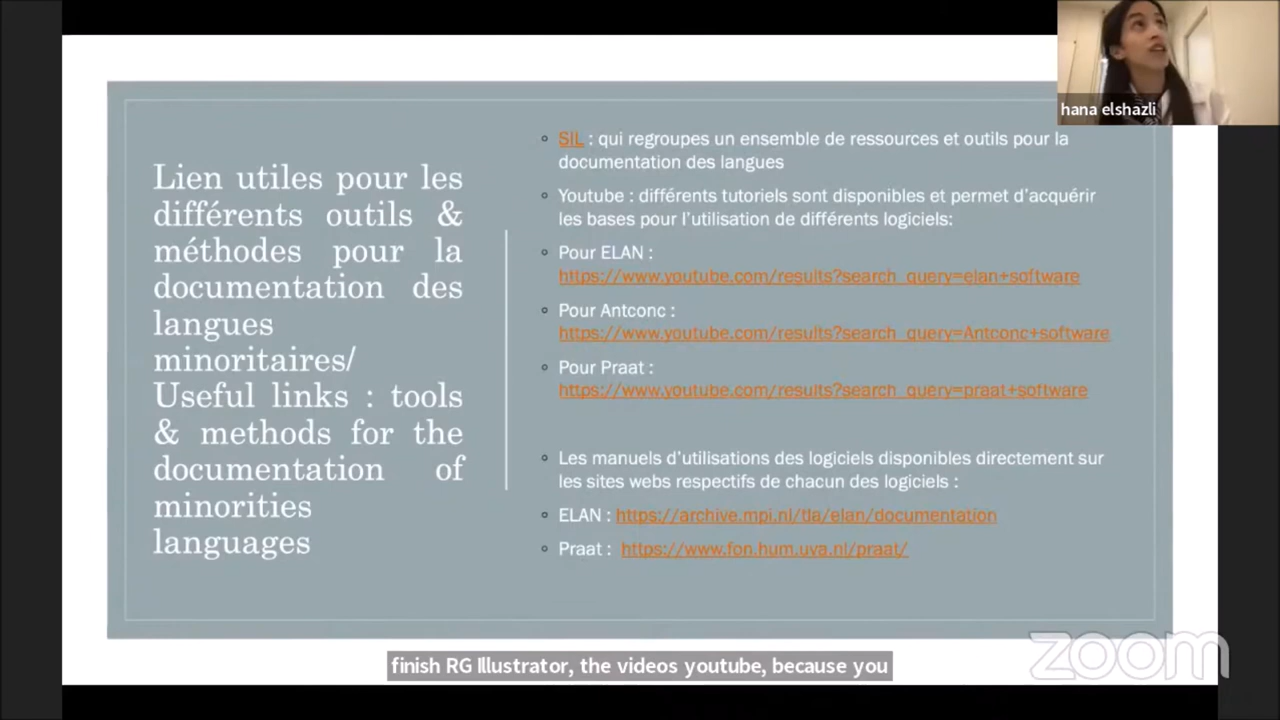 hana elshazli
Lien utiles pour les
différents outils &
méthodes pour la
documentation des
langues
minoritaires/
Useful links : tools
& methods for the
documentation of
minorities
languages
SIL : qui regroupes un ensemble de ressources et outils pour la
documentation des langues
Youtube : différents tutoriels sont disponibles et permet d'acquérir
les bases pour l'utilisation de différents logiciels:
Pour ELAN :
https://www.youtube.com/results?search_query=elan+software
Pour Antconc :
https://www.youtube.com/results?search_query=Antconc+software
Pour Praat :
https://www.youtube.com/results?search_query=praat+software
Les manuels d'utilisations des logiciels disponibles directement sur
les sites webs respectifs de chacun des logiciels :
ELAN : https://archive.mpi.nl/tla/elan/documentation
Praat : https://www.fon.hum.uva.nl/praat/
finish RG Illustrator, the videos youtube, because you
zoom